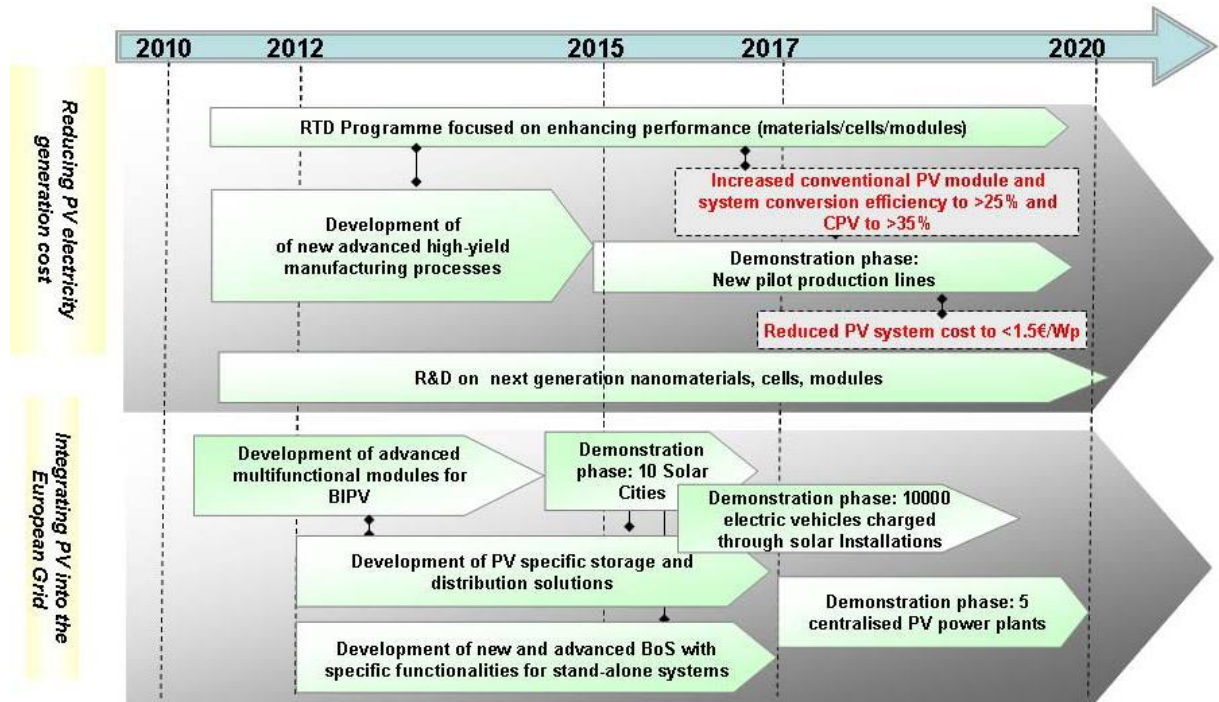 2010 2012 2015 2017 2020
Reducing PV electricity
generation cost
RTD Programme focused on enhancing performance (materials/cells/modules)
Increased conventional PV module and
system conversion efficiency to >25% and
CPV to >35%
Development of
of new advanced high-yield
manufacturing processes
Demonstration phase:
New pilot production lines
Reduced PV system cost to <1.5€/Wp
R&D on next generation nanomaterials, cells, modules
Integrating PV into the
European Grid
Development of advanced
multifunctional modules for
BIPV
Demonstration
phase: 10 Solar
Cities
Demonstration phase: 10000
electric vehicles charged
through solar Installations
Development of PV specific storage and
distribution solutions
Demonstration phase: 5
centralised PV power plants
Development of new and advanced BoS with
specific functionalities for stand-alone systems